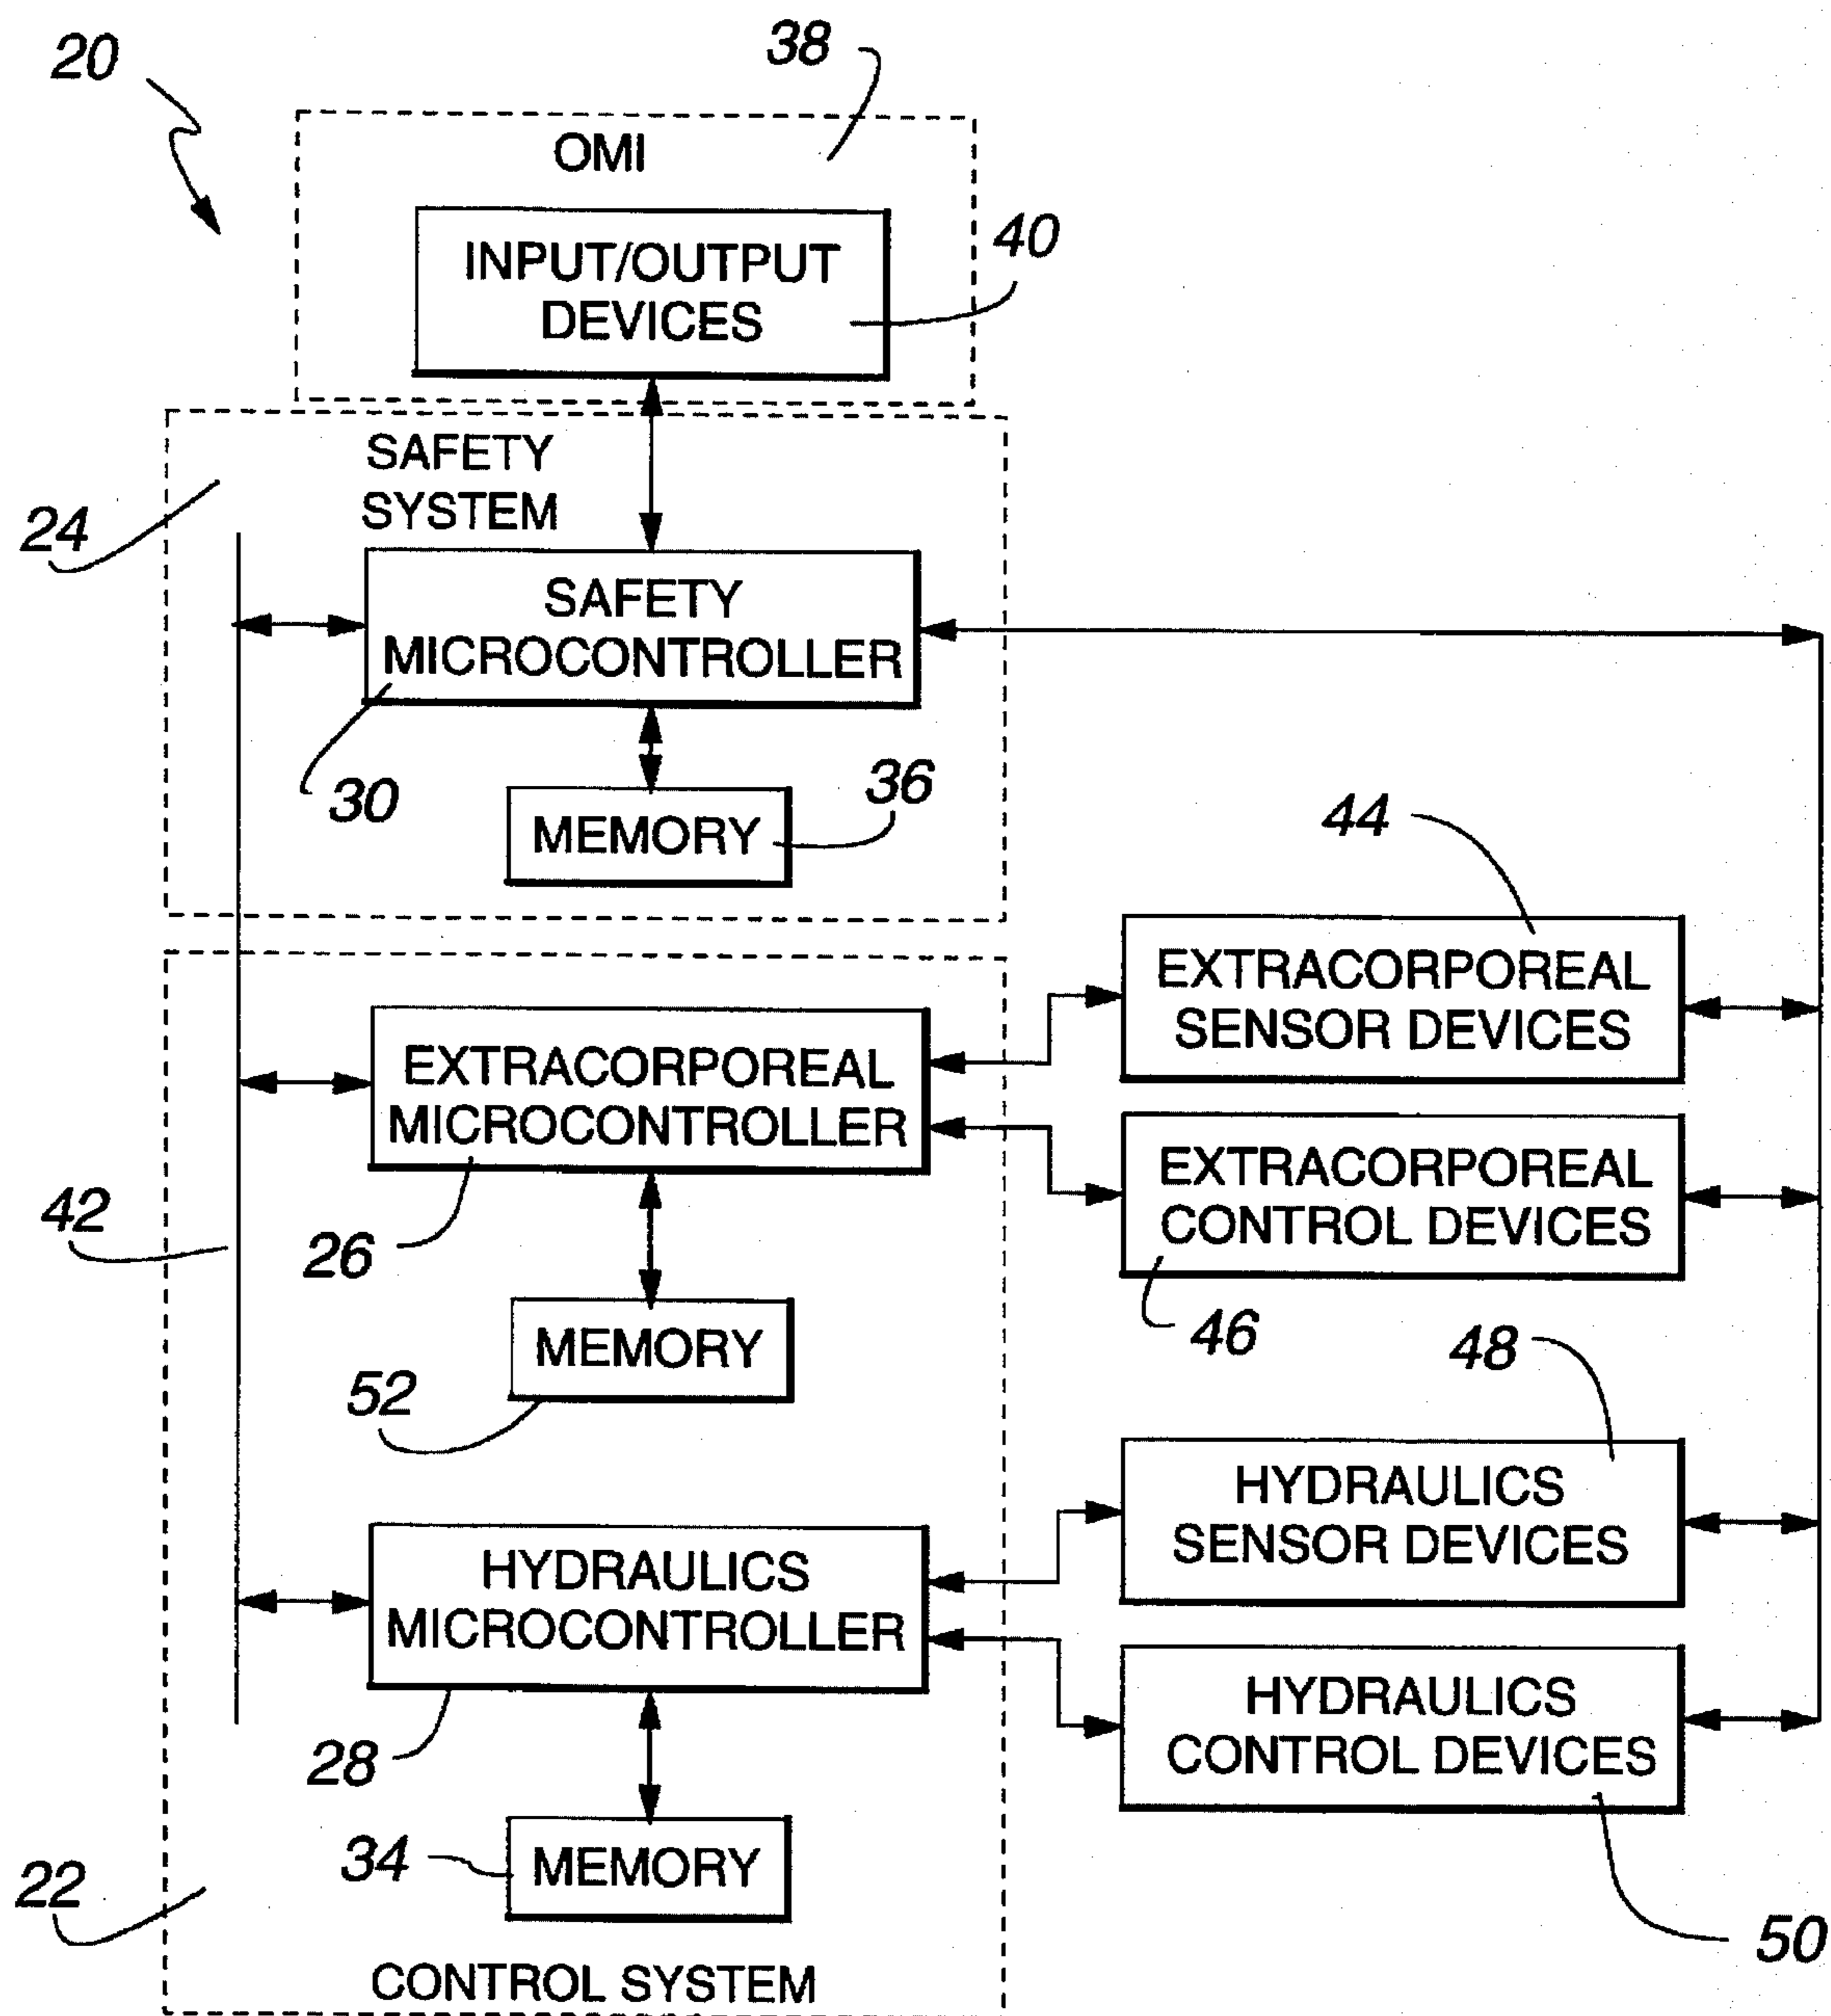 20
38
OMI
INPUT/OUTPUT
DEVICES
40
SAFETY
SYSTEM
24
SAFETY
MICROCONTROLLER
30
MEMORY
36
44
EXTRACORPOREAL
SENSOR DEVICES
EXTRACORPOREAL
MICROCONTROLLER
26
42
EXTRACORPOREAL
CONTROL DEVICES
46
MEMORY
52
48
HYDRAULICS
SENSOR DEVICES
HYDRAULICS
MICROCONTROLLER
28
HYDRAULICS
CONTROL DEVICES
50
34
MEMORY
22
CONTROL SYSTEM